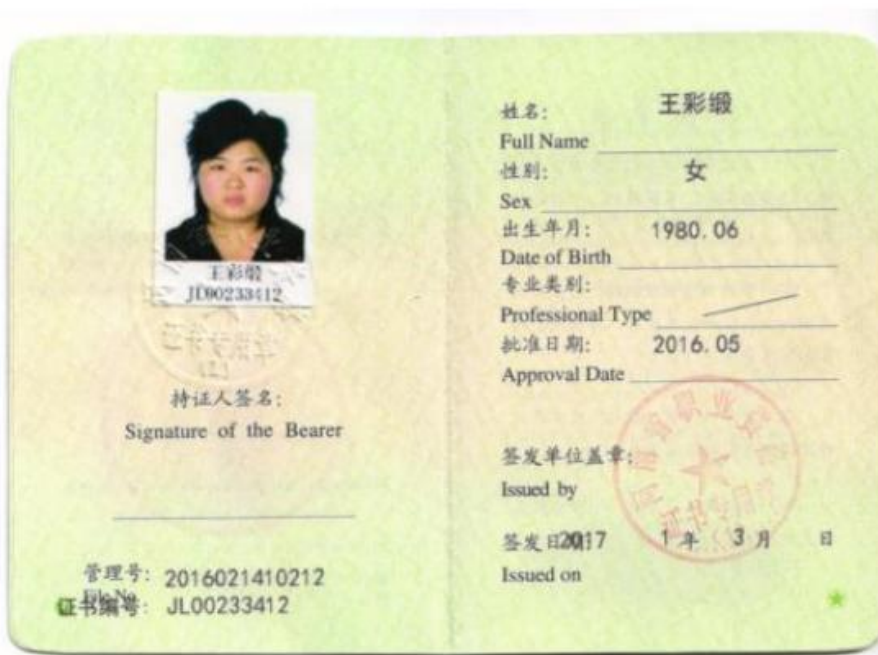 王彩缎
JL00233412
持证人签名:
Signature of the Bearer
管理号: 2016021410212
File No.
证书编号: JL00233412
姓名: 王彩缎
Full Name
性别: 女
Sex
出生年月: 1980.06
Date of Birth
专业类别:
Professional Type
批准日期: 2016.05
Approval Date
签发单位盖章:
Issued by
签发日期: 2017 1 年 3 月 日
Issued on